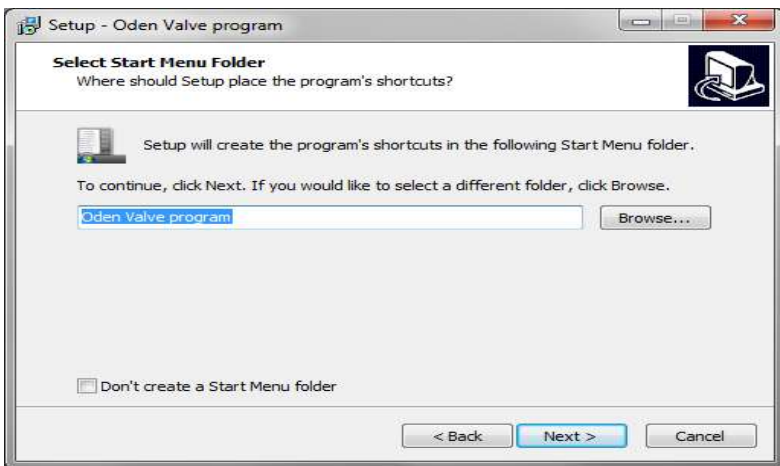 Setup - Oden Valve program
Select Start Menu Folder
Where should Setup place the program's shortcuts?
Setup will create the program's shortcuts in the following Start Menu folder.
To continue, click Next. If you would like to select a different folder, click Browse.
Oden Valve program
Browse...
Don't create a Start Menu folder
< Back
Next >
Cancel